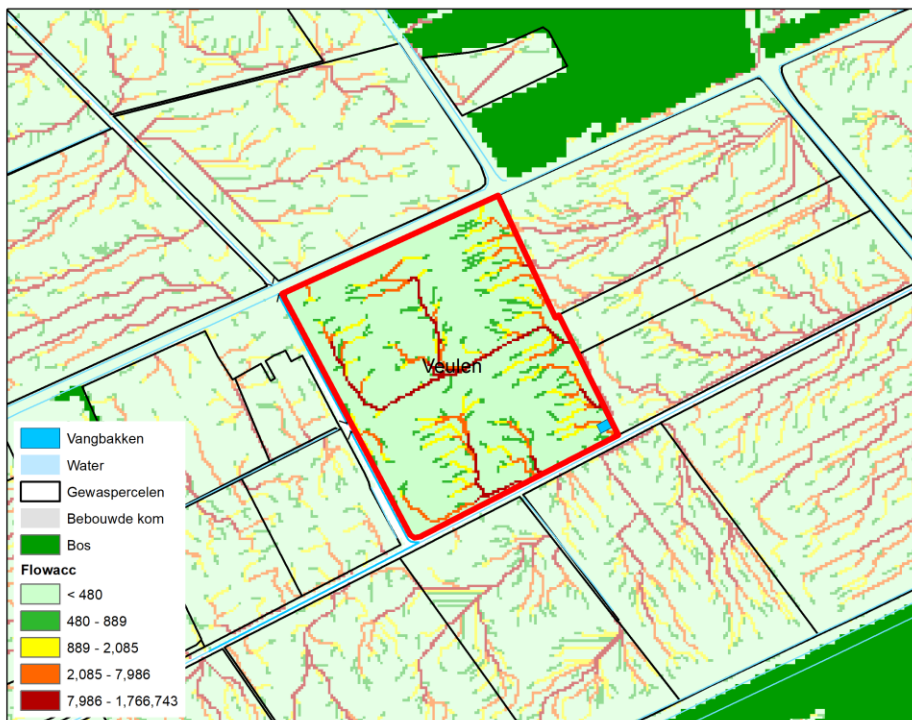 Veulen
Vangbakken
Water
Gewaspercelen
Bebouwde kom
Bos
Flowacc
< 480
480 - 889
889 - 2,085
2,085 - 7,986
7,986 - 1,766,743